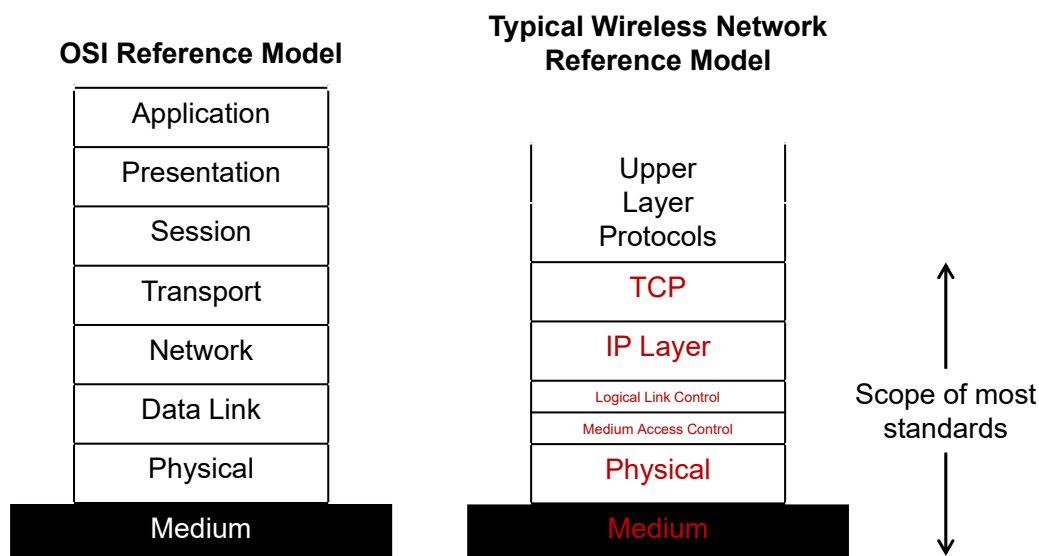 OSI Reference Model
Application
Presentation
Session
Transport
Network
Data Link
Physical
Medium
Typical Wireless Network
Reference Model
Upper
Layer
Protocols
TCP
IP Layer
Logical Link Control
Medium Access Control
Physical
Medium
Scope of most
standards